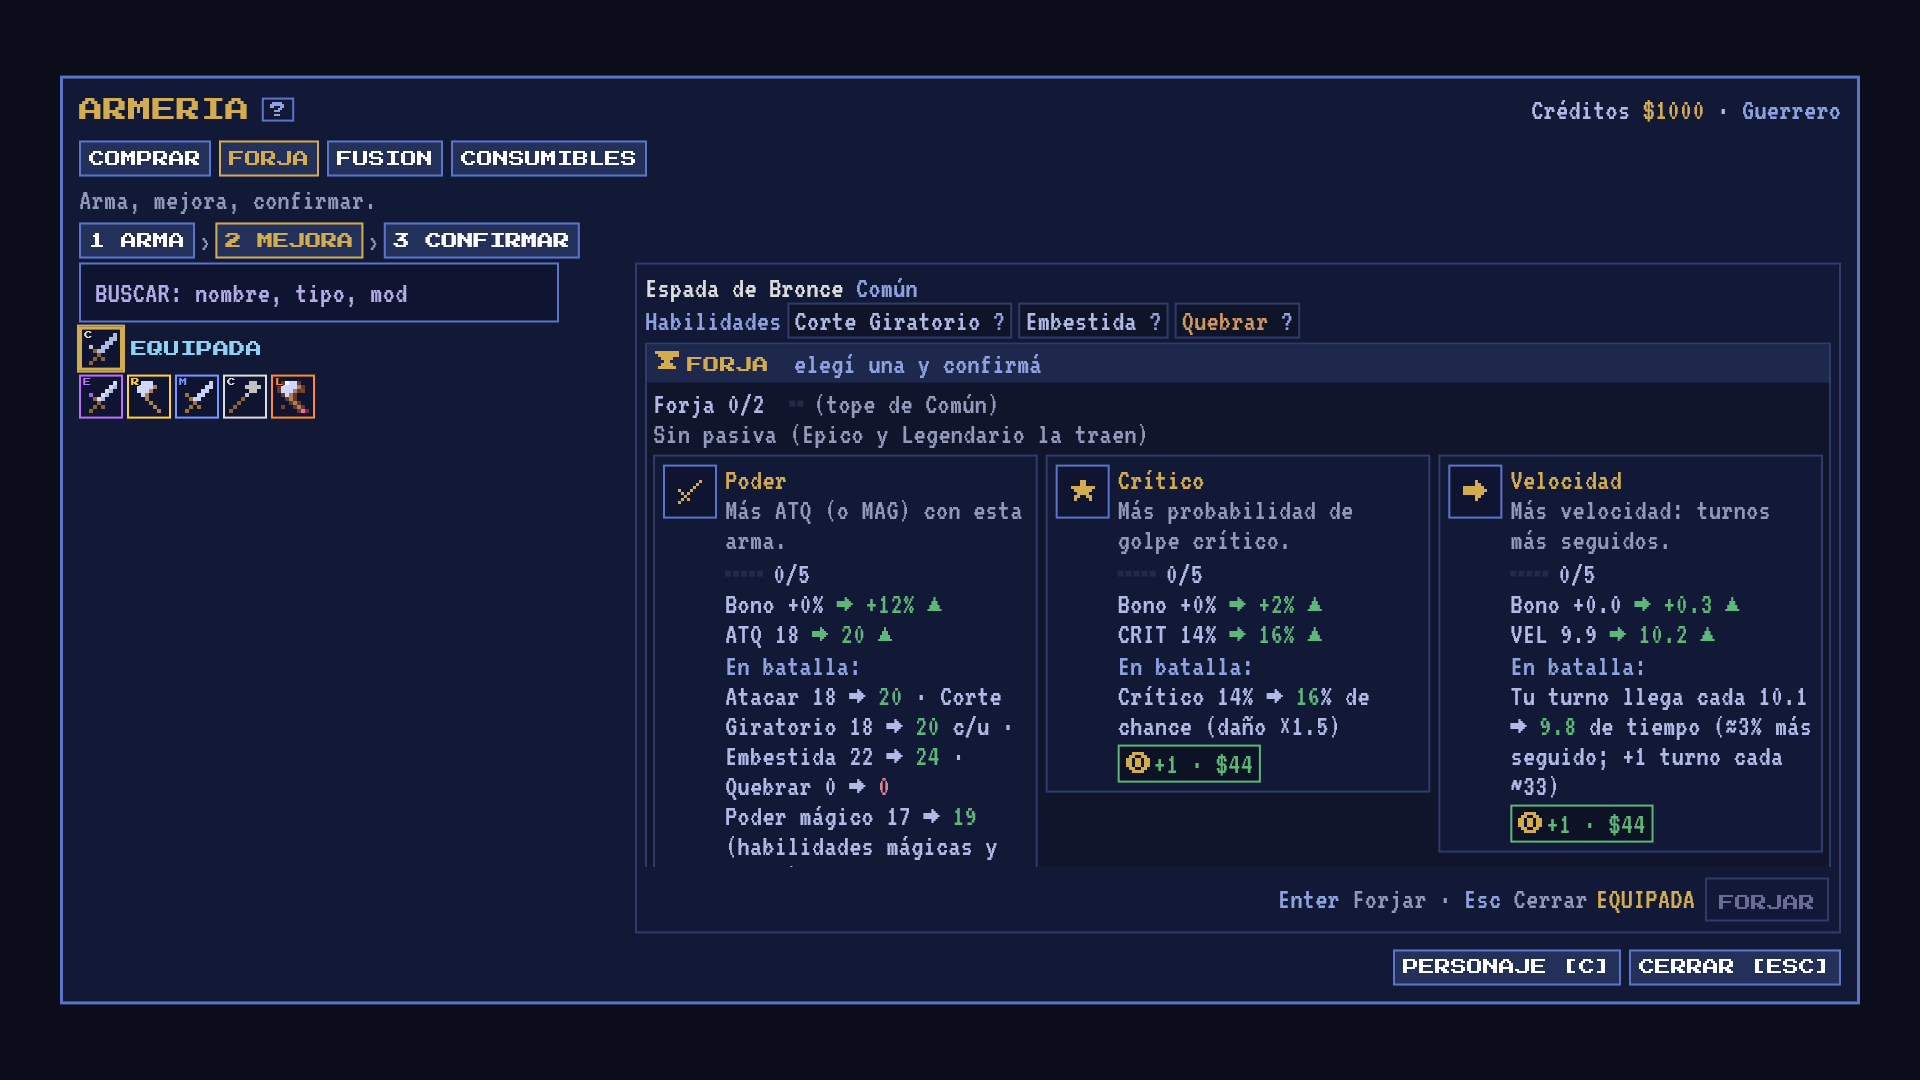 ARMERIA ?
Créditos $1000 · Guerrero
COMPRAR FORJA FUSION CONSUMIBLES
Arma, mejora, confirmar.
1 ARMA › 2 MEJORA › 3 CONFIRMAR
BUSCAR: nombre, tipo, mod
C EQUIPADA
E R M C L
Espada de Bronce Común
Habilidades Corte Giratorio ? Embestida ? Quebrar ?
FORJA elegí una y confirmá
Forja 0/2 (tope de Común)
Sin pasiva (Epico y Legendario la traen)
Poder
Más ATQ (o MAG) con esta
arma.
0/5
Bono +0% → +12% ▲
ATQ 18 → 20 ▲
En batalla:
Atacar 18 → 20 · Corte
Giratorio 18 → 20 c/u ·
Embestida 22 → 24 ·
Quebrar 0 → 0
Poder mágico 17 → 19
(habilidades mágicas y
Crítico
Más probabilidad de
golpe crítico.
0/5
Bono +0% → +2% ▲
CRIT 14% → 16% ▲
En batalla:
Crítico 14% → 16% de
chance (daño X1.5)
+1 · $44
Velocidad
Más velocidad: turnos
más seguidos.
0/5
Bono +0.0 → +0.3 ▲
VEL 9.9 → 10.2 ▲
En batalla:
Tu turno llega cada 10.1
→ 9.8 de tiempo (≈3% más
seguido; +1 turno cada
~33)
+1 · $44
Enter Forjar · Esc Cerrar EQUIPADA FORJAR
PERSONAJE [C] CERRAR [ESC]